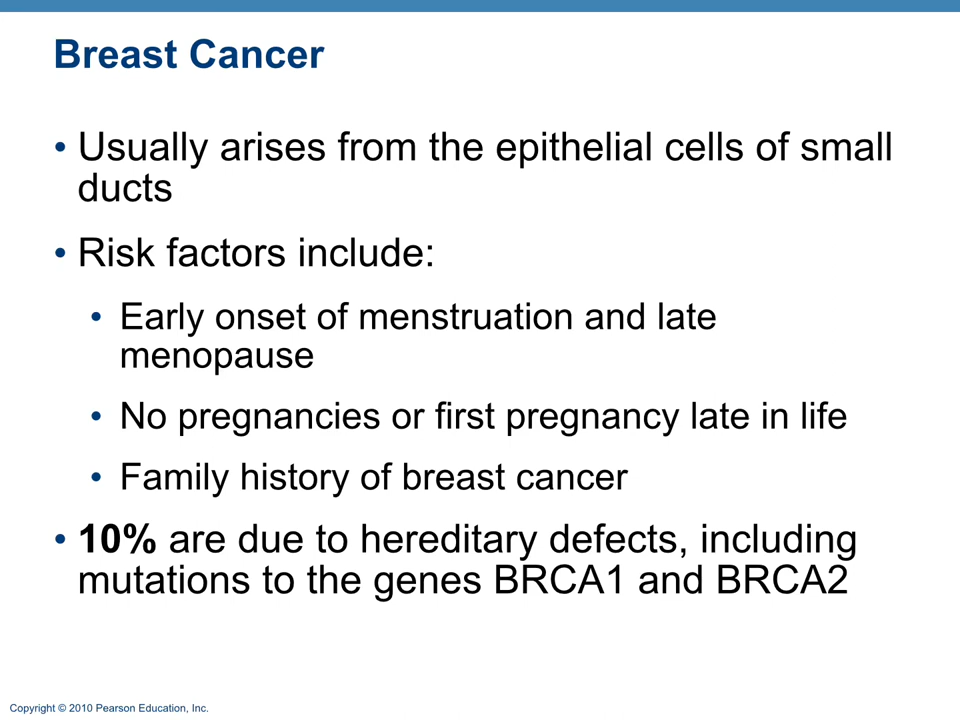 Breast Cancer
• Usually arises from the epithelial cells of small
ducts
• Risk factors include:
• Early onset of menstruation and late
menopause
• No pregnancies or first pregnancy late in life
• Family history of breast cancer
• 10% are due to hereditary defects, including
mutations to the genes BRCA1 and BRCA2
Copyright © 2010 Pearson Education, Inc.